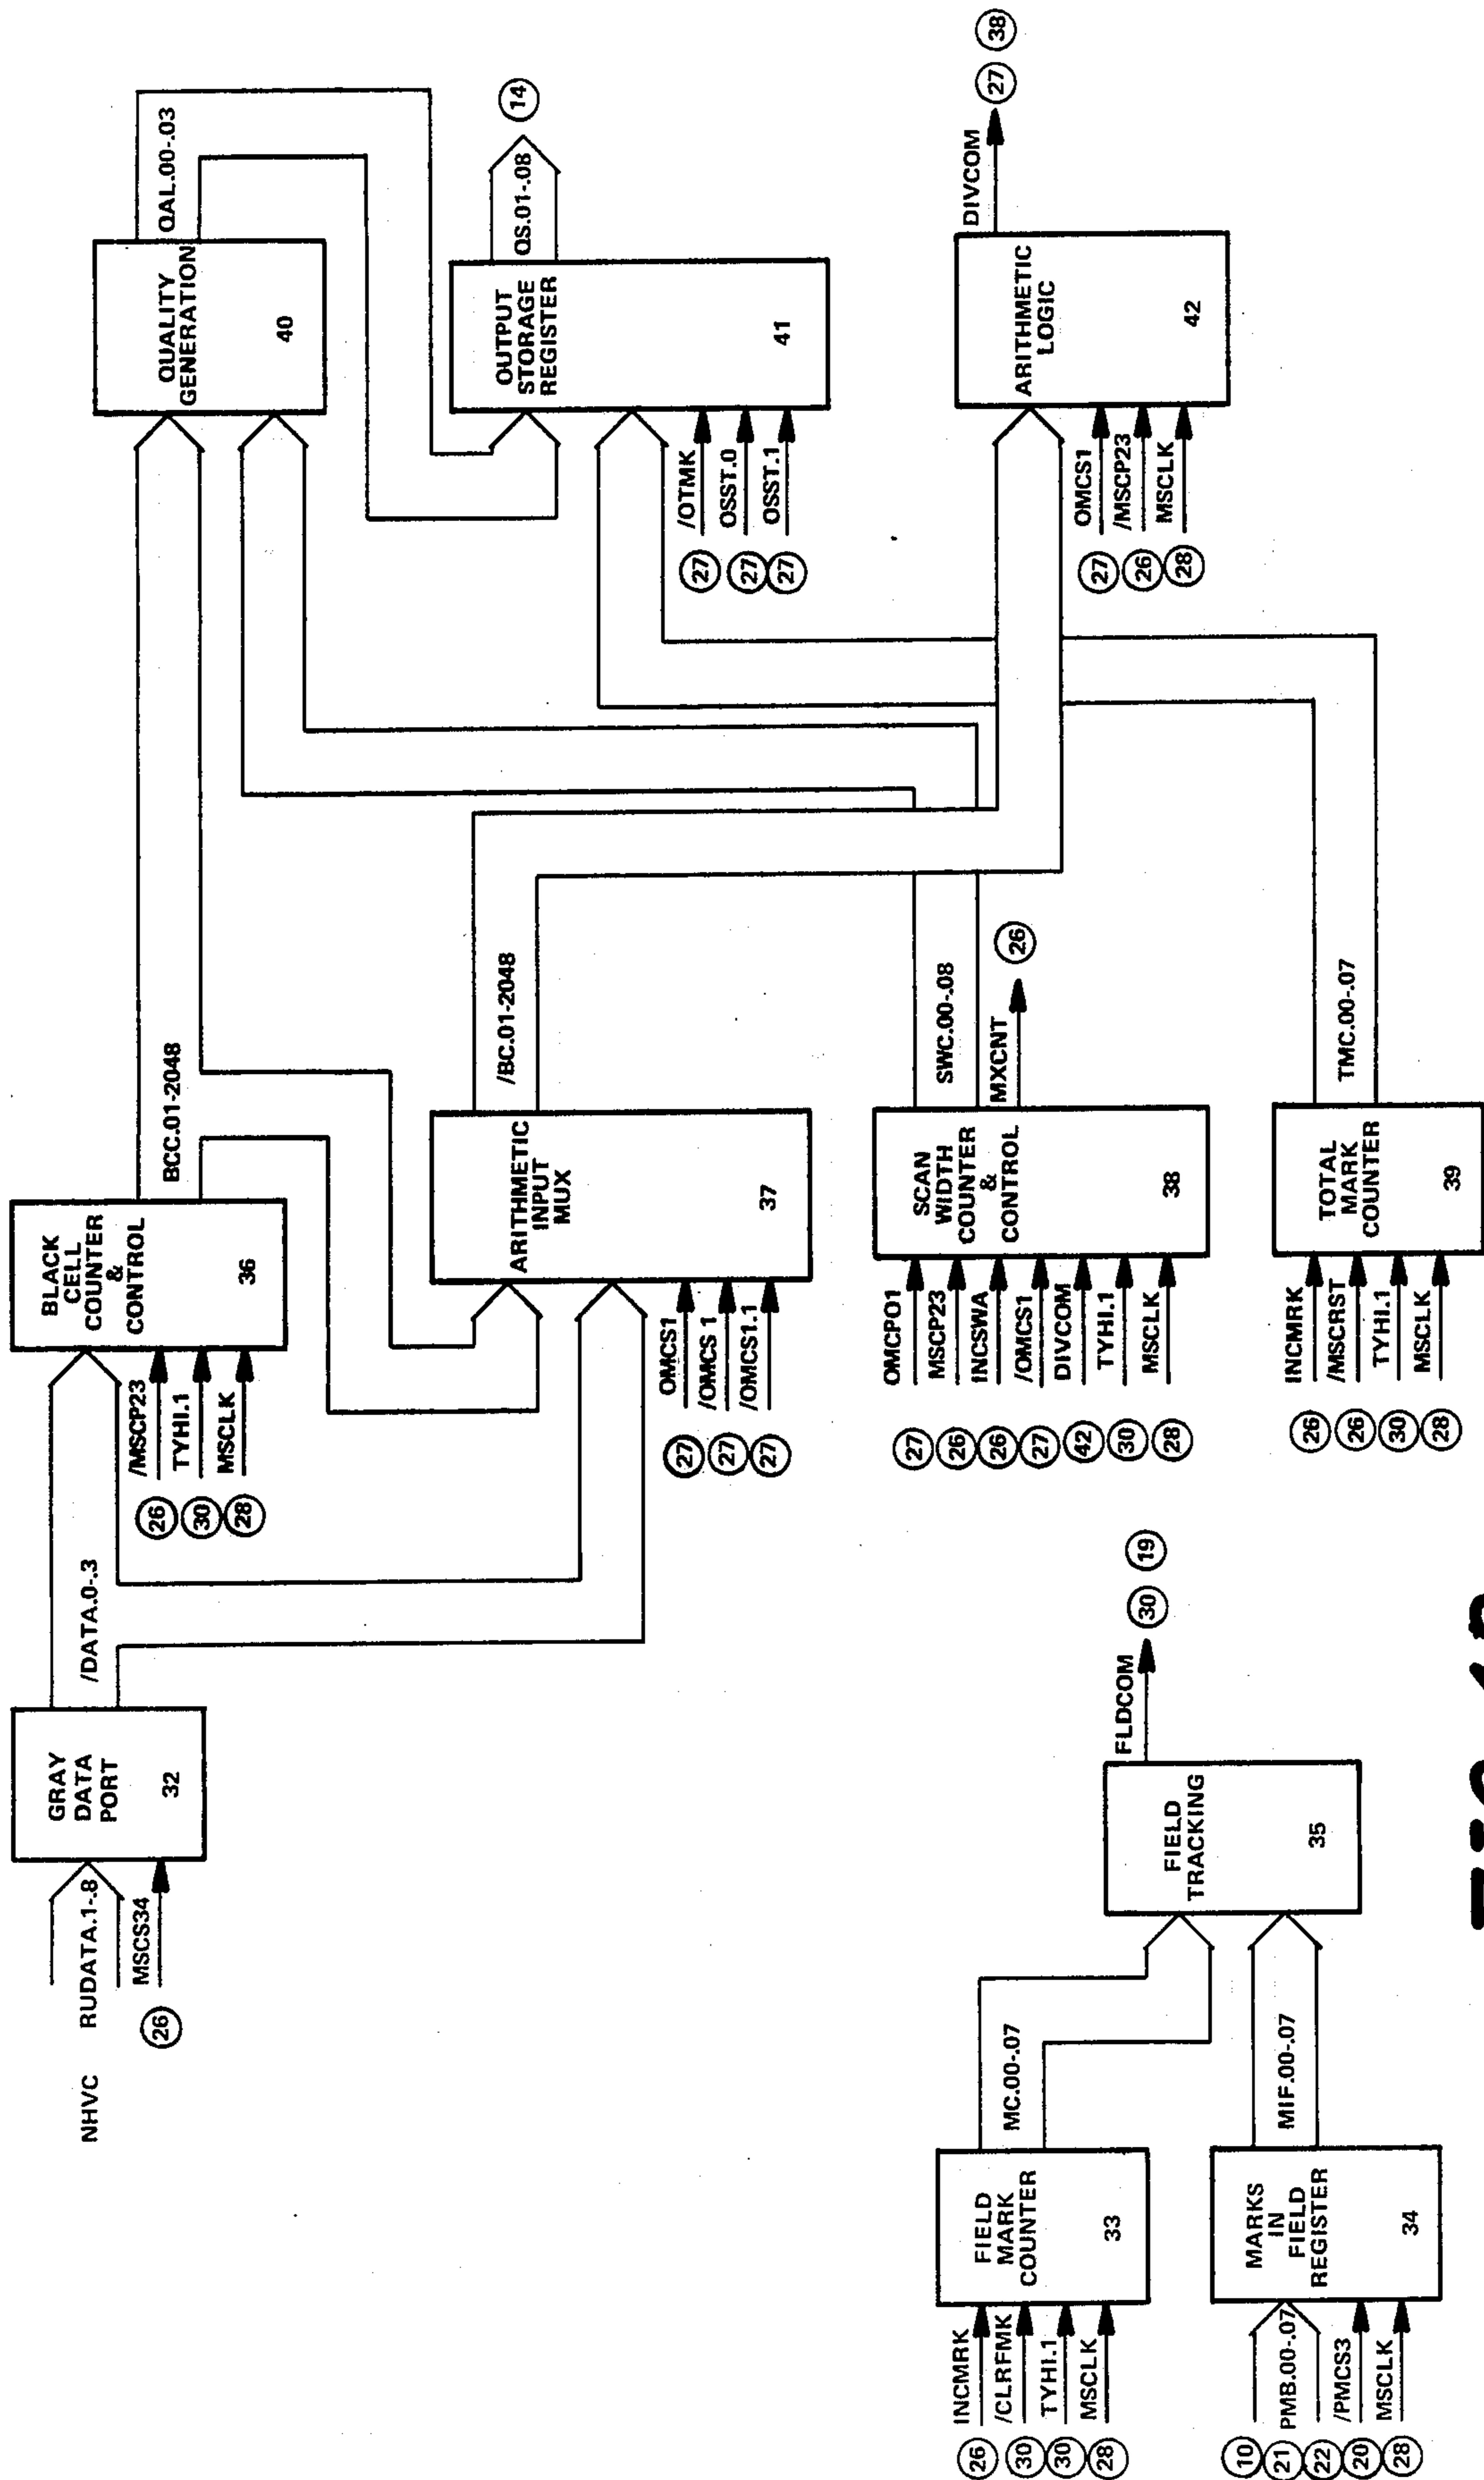 NHVC
RUDATA.1-.8
MSCS34
26
GRAY
DATA
PORT
32
/DATA.0-.3
/MSCP23
TYHI.1
MSCLK
26
30
28
BLACK
CELL
COUNTER
&
CONTROL
36
BCC.01-2048
OMCS1
/OMCS 1
/OMCS1.1
27
27
27
ARITHMETIC
INPUT
MUX
37
/BC.01-2048
QUALITY
GENERATION
40
QAL.00-.03
/OTMK
OSST.0
OSST.1
27
27
27
OUTPUT
STORAGE
REGISTER
41
QS.01-.08
14
OMCPO1
MSCP23
INCSWA
/OMCS1
DIVCOM
TYHI.1
MSCLK
27
26
26
27
42
30
28
SCAN
WIDTH
COUNTER
&
CONTROL
38
SWC.00-.08
MXCNT
26
OMCS1
/MSCP23
MSCLK
27
26
28
ARITHMETIC
LOGIC
42
DIVCOM
27
38
INCMRK
/MSCRST
TYHI.1
MSCLK
26
26
30
28
TOTAL
MARK
COUNTER
39
TMC.00-.07
INCMRK
/CLRFMK
TYHI.1
MSCLK
26
30
30
28
FIELD
MARK
COUNTER
33
MC.00-.07
10
21
22
20
28
PMB.00-.07
/PMCS3
MSCLK
MARKS
IN
FIELD
REGISTER
34
MIF.00-.07
FIELD
TRACKING
35
FLDCOM
30
19